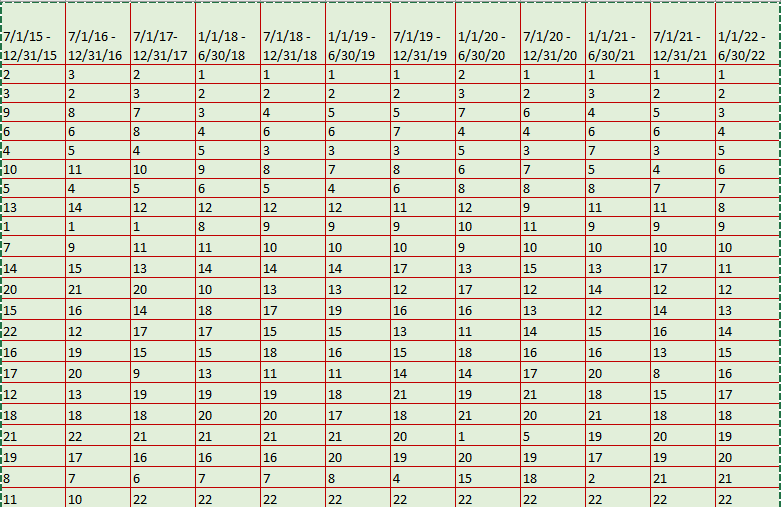 7/1/15 - 7/1/16 - 7/1/17- 1/1/18 - 7/1/18 - 1/1/19 - 7/1/19 - 1/1/20 - 7/1/20 - 1/1/21 - 7/1/21 - 1/1/22 -
12/31/15 12/31/16 12/31/17 6/30/18 12/31/18 6/30/19 12/31/19 6/30/20 12/31/20 6/30/21 12/31/21 6/30/22
2 3 2 1 1 1 1 2 1 1 1 1
3 2 3 2 2 2 2 3 2 3 2 2
9 8 7 3 4 5 5 7 6 4 5 3
6 6 8 4 6 6 7 4 4 6 6 4
4 5 4 5 3 3 3 5 3 7 3 5
10 11 10 9 8 7 8 6 7 5 4 6
5 4 5 6 5 4 6 8 8 8 7 7
13 14 12 12 12 12 11 12 9 11 11 8
1 1 1 8 9 9 9 10 11 9 9 9
7 9 11 11 10 10 10 9 10 10 10 10
14 15 13 14 14 14 17 13 15 13 17 11
20 21 20 10 13 13 12 17 12 14 12 12
15 16 14 18 17 19 16 16 13 12 14 13
22 12 17 17 15 15 13 11 14 15 16 14
16 19 15 15 18 16 15 18 16 16 13 15
17 20 9 13 11 11 14 14 17 20 8 16
12 13 19 19 19 18 21 19 21 18 15 17
18 18 18 20 20 17 18 21 20 21 18 18
21 22 21 21 21 21 20 1 5 19 20 19
19 17 16 16 16 20 19 20 19 17 19 20
8 7 6 7 7 8 4 15 18 2 21 21
11 10 22 22 22 22 22 22 22 22 22 22